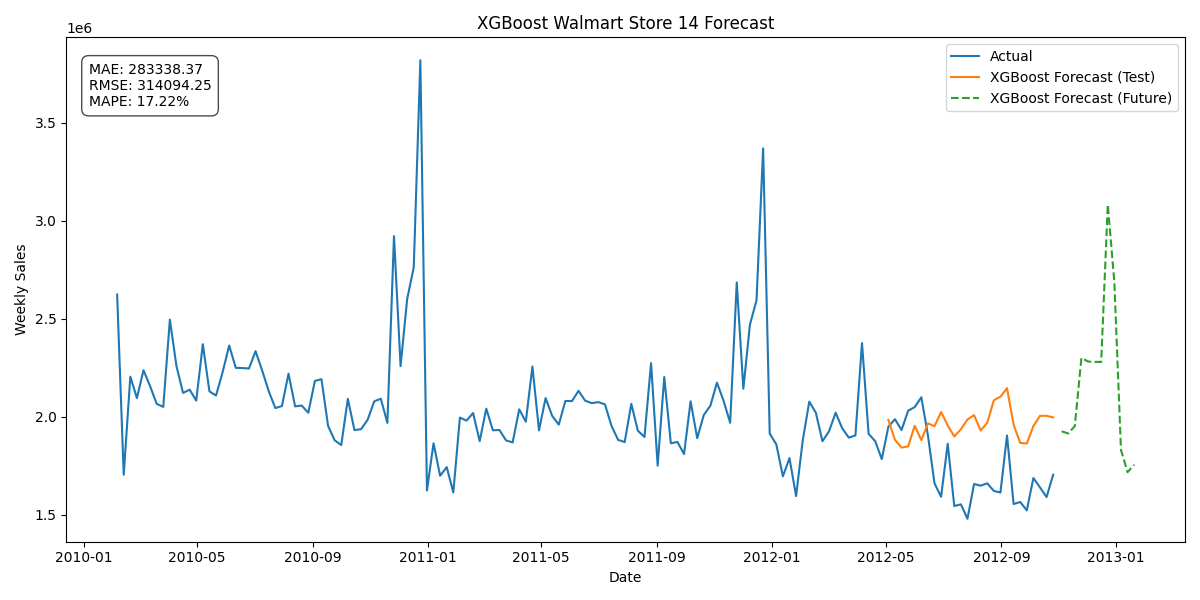 XGBoost Walmart Store 14 Forecast
1e6
MAE: 283338.37
RMSE: 314094.25
MAPE: 17.22%
Actual
XGBoost Forecast (Test)
XGBoost Forecast (Future)
Weekly Sales
3.5
3.0
2.5
2.0
1.5
2010-01 2010-05 2010-09 2011-01 2011-05 2011-09 2012-01 2012-05 2012-09 2013-01
Date